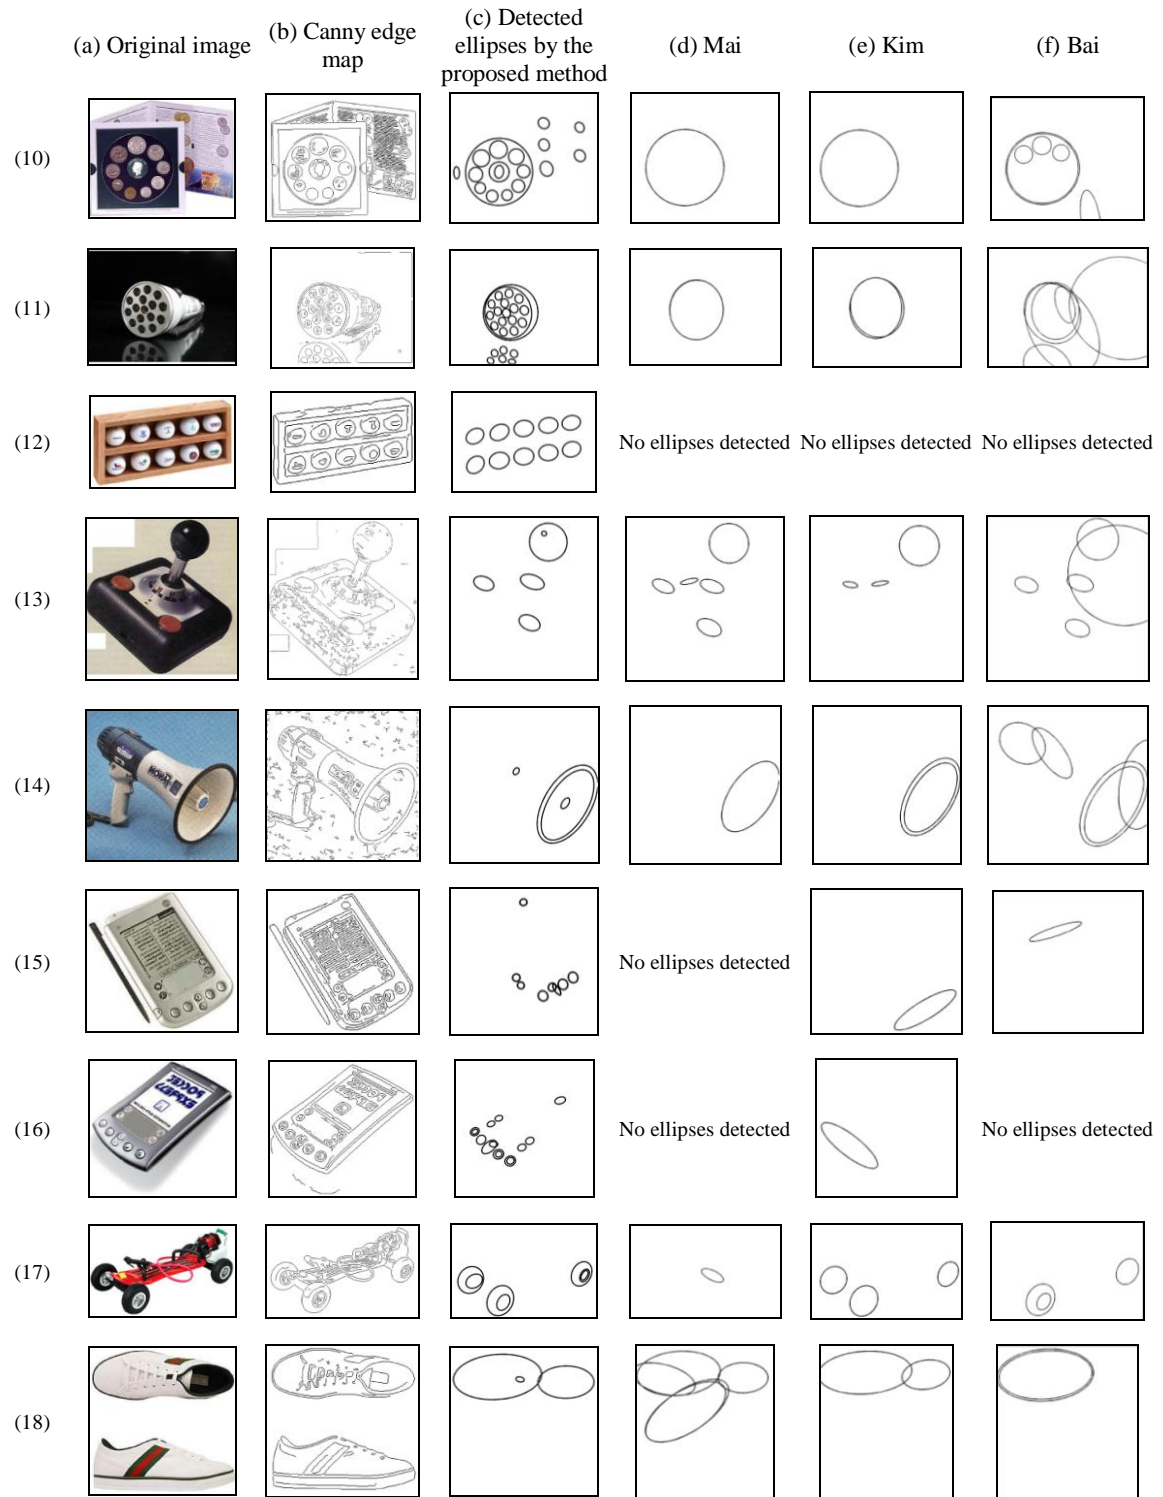 (a) Original image
(b) Canny edge
map
(c) Detected
ellipses by the
proposed method
(d) Mai
(e) Kim
(f) Bai
(10)
(11)
(12)
No ellipses detected
No ellipses detected
No ellipses detected
(13)
(14)
(15)
No ellipses detected
(16)
No ellipses detected
No ellipses detected
(17)
(18)